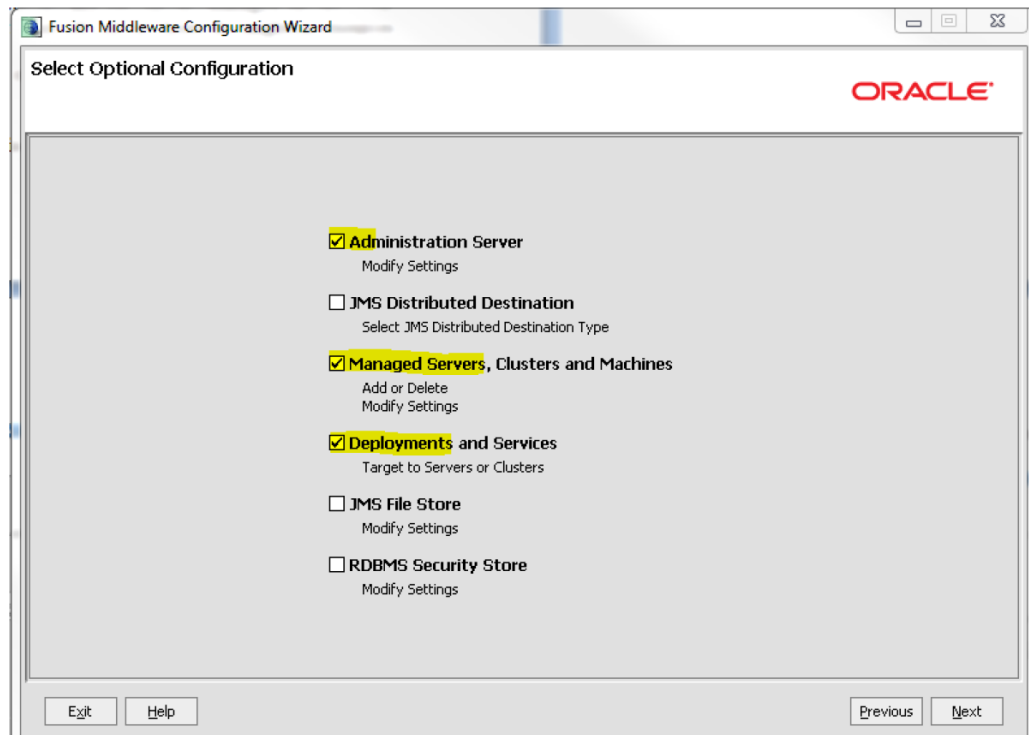 Fusion Middleware Configuration Wizard
Select Optional Configuration
ORACLE
Administration Server
Modify Settings
JMS Distributed Destination
Select JMS Distributed Destination Type
Managed Servers, Clusters and Machines
Add or Delete
Modify Settings
Deployments and Services
Target to Servers or Clusters
JMS File Store
Modify Settings
RDBMS Security Store
Modify Settings
Exit
Help
Previous
Next